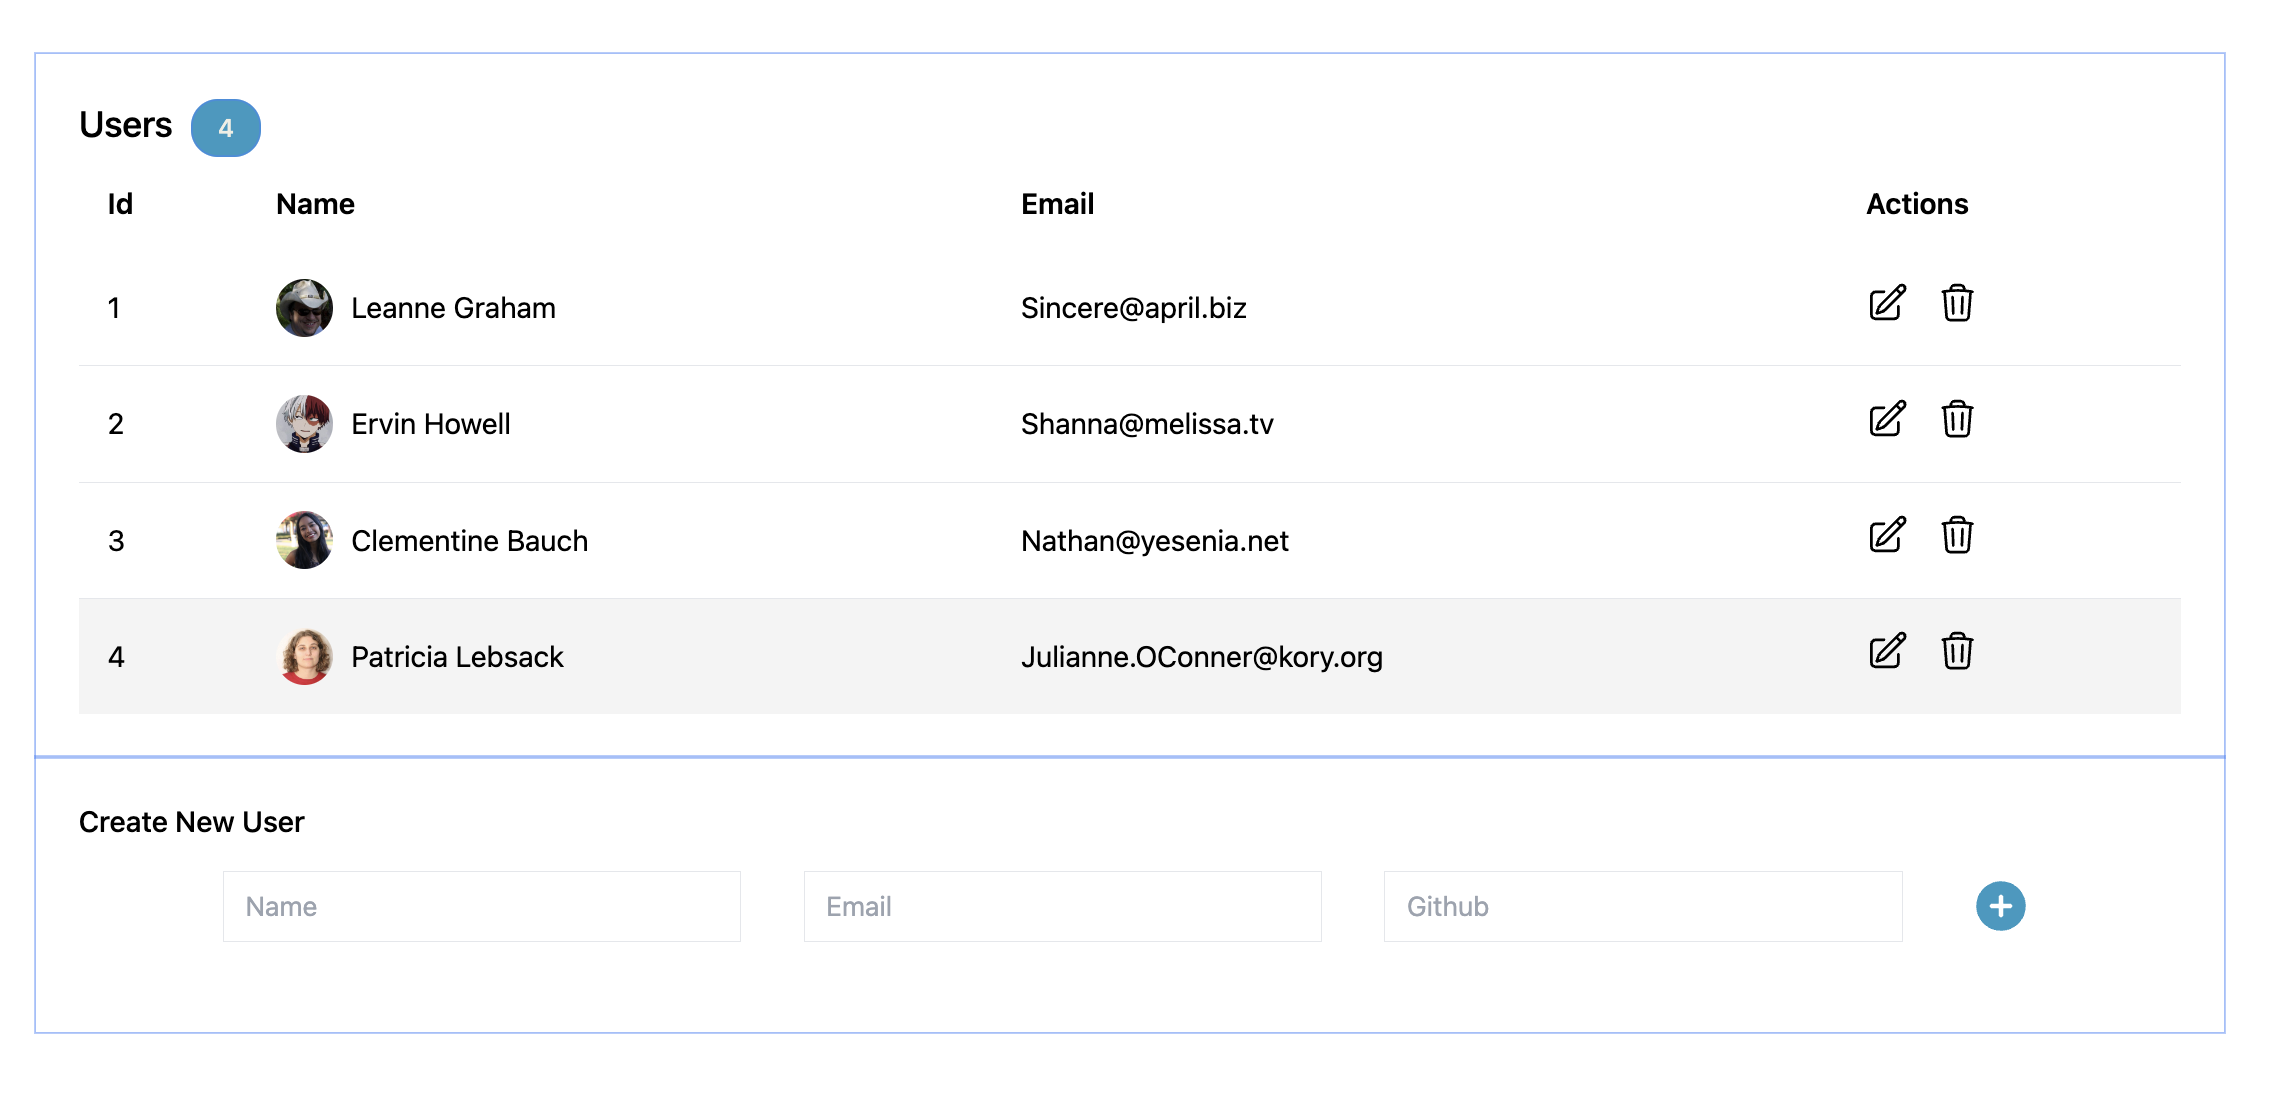 Users 4
Id Name Email Actions
1 Leanne Graham Sincere@april.biz
2 Ervin Howell Shanna@melissa.tv
3 Clementine Bauch Nathan@yesenia.net
4 Patricia Lebsack Julianne.OConner@kory.org
Create New User
Name Email Github